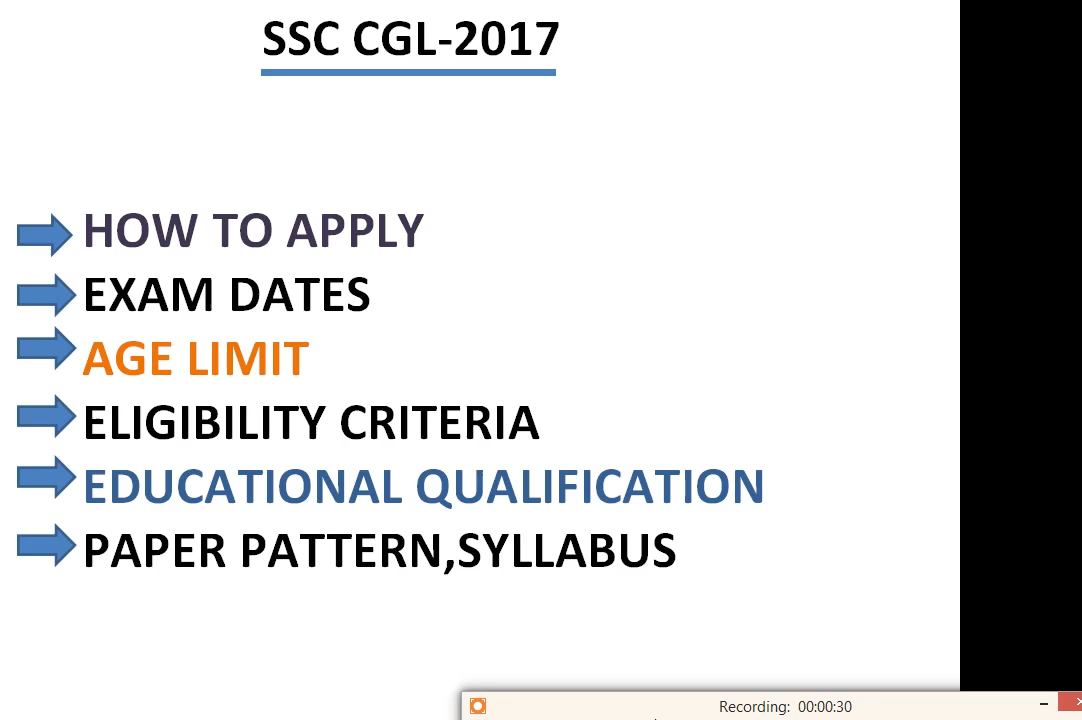 SSC CGL-2017
HOW TO APPLY
EXAM DATES
AGE LIMIT
ELIGIBILITY CRITERIA
EDUCATIONAL QUALIFICATION
PAPER PATTERN,SYLLABUS
Recording: 00:00:30